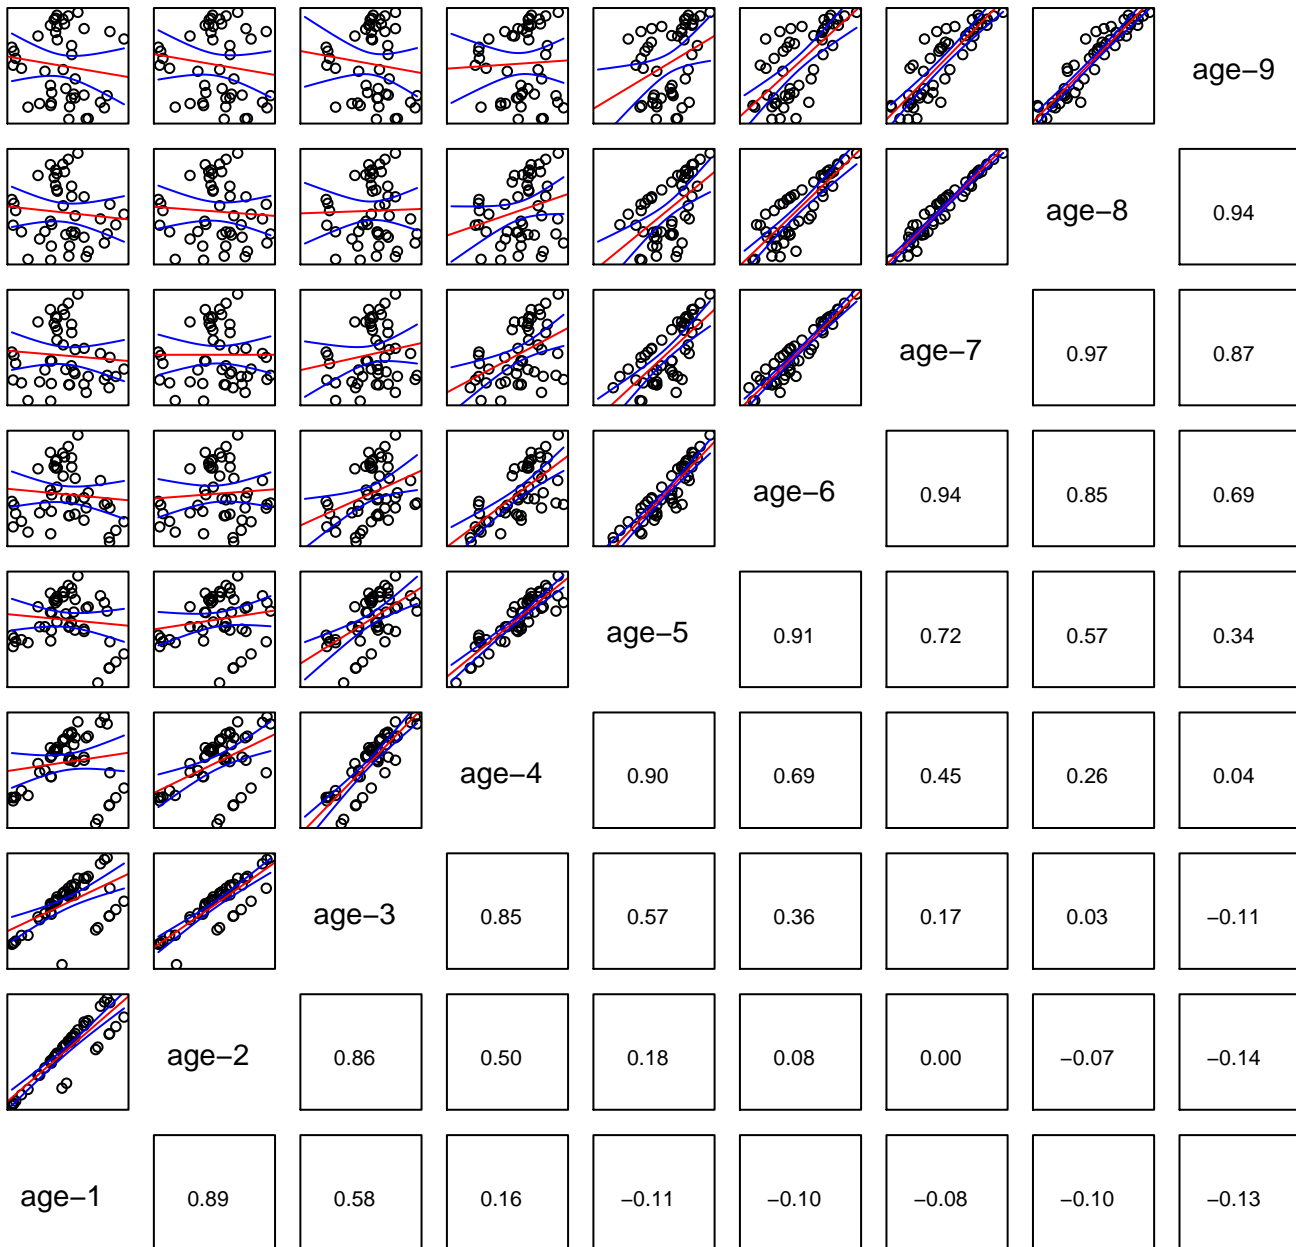 age−9
age−8 0.94
age−7 0.97 0.87
age−6 0.94 0.85 0.69
age−5 0.91 0.72 0.57 0.34
age−4 0.90 0.69 0.45 0.26 0.04
age−3 0.85 0.57 0.36 0.17 0.03 −0.11
age−2 0.86 0.50 0.18 0.08 0.00 −0.07 −0.14
age−1 0.89 0.58 0.16 −0.11 −0.10 −0.08 −0.10 −0.13